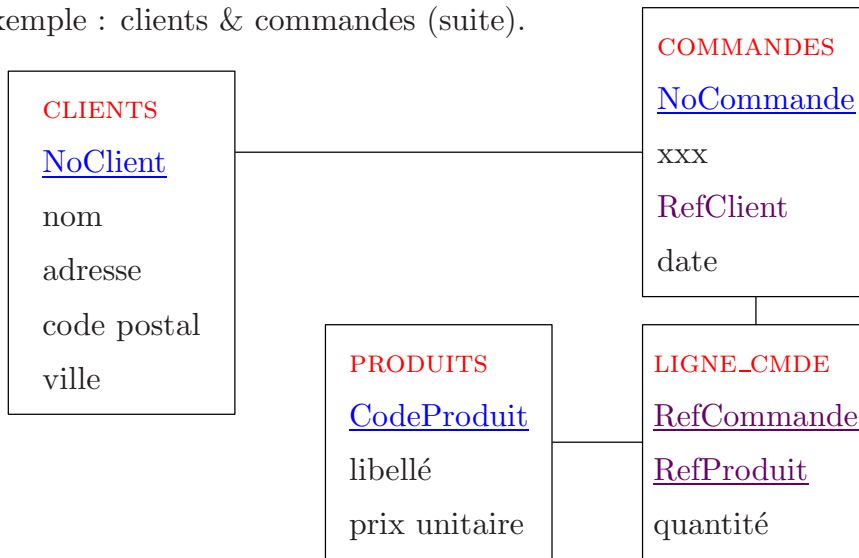 xemple : clients & commandes (suite).
CLIENTS
NoClient
nom
adresse
code postal
ville
COMMANDES
NoCommande
xxx
RefClient
date
PRODUITS
CodeProduit
libellé
prix unitaire
LIGNE_CMDE
RefCommande
RefProduit
quantité